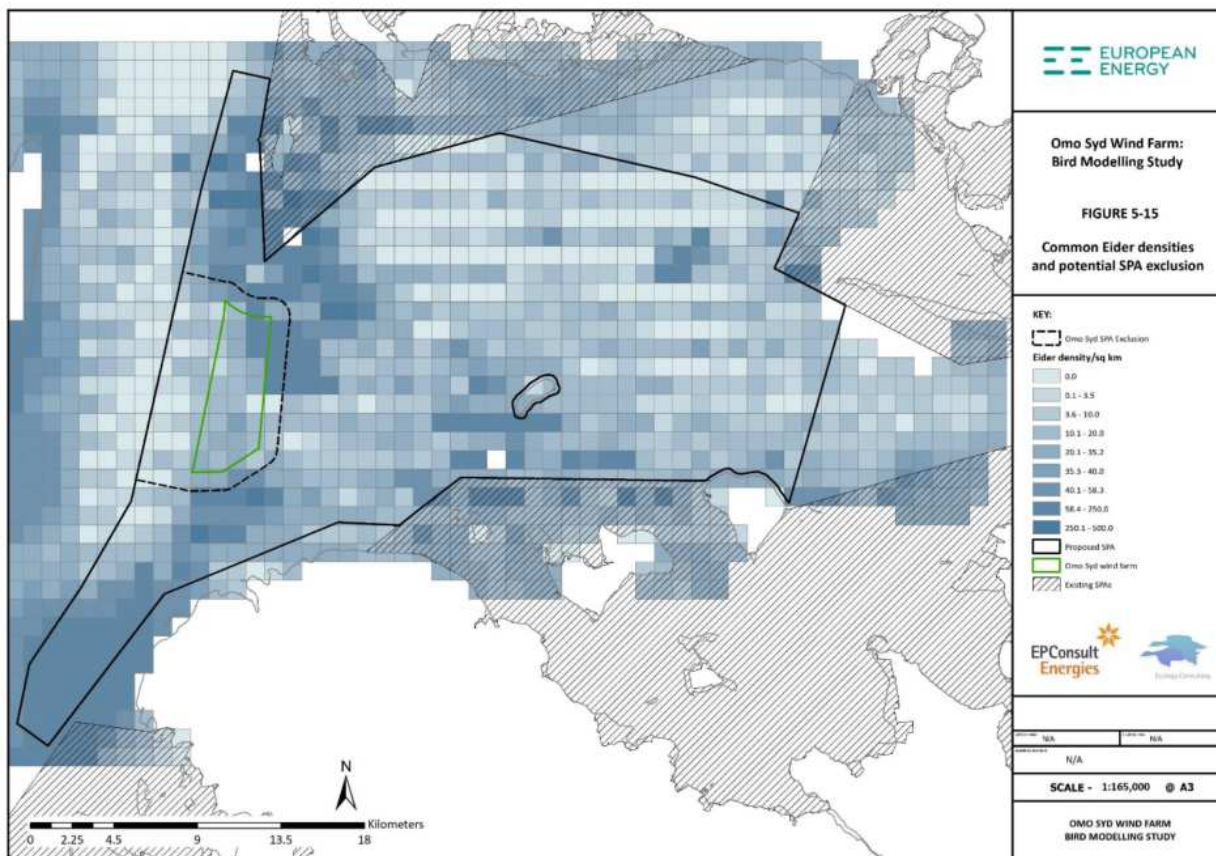 EUROPEAN
ENERGY
Omo Syd Wind Farm:
Bird Modelling Study
FIGURE 5-15
Common Eider densities
and potential SPA exclusion
KEY:
Omo Syd SPA Exclusion
Eider density/sq km
0.0
0.1 - 3.5
3.6 - 10.0
10.1 - 20.0
20.1 - 35.2
35.3 - 40.0
40.1 - 58.3
58.4 - 250.0
250.1 - 500.0
Proposed SPA
Omo Syd wind farm
Existing SPAs
EPConsult
Energies
Ecology Consulting
N/A
N/A
N/A
SCALE - 1:165,000 @ A3
OMO SYD WIND FARM
BIRD MODELLING STUDY
N
Kilometers
0 2.25 4.5 9 13.5 18